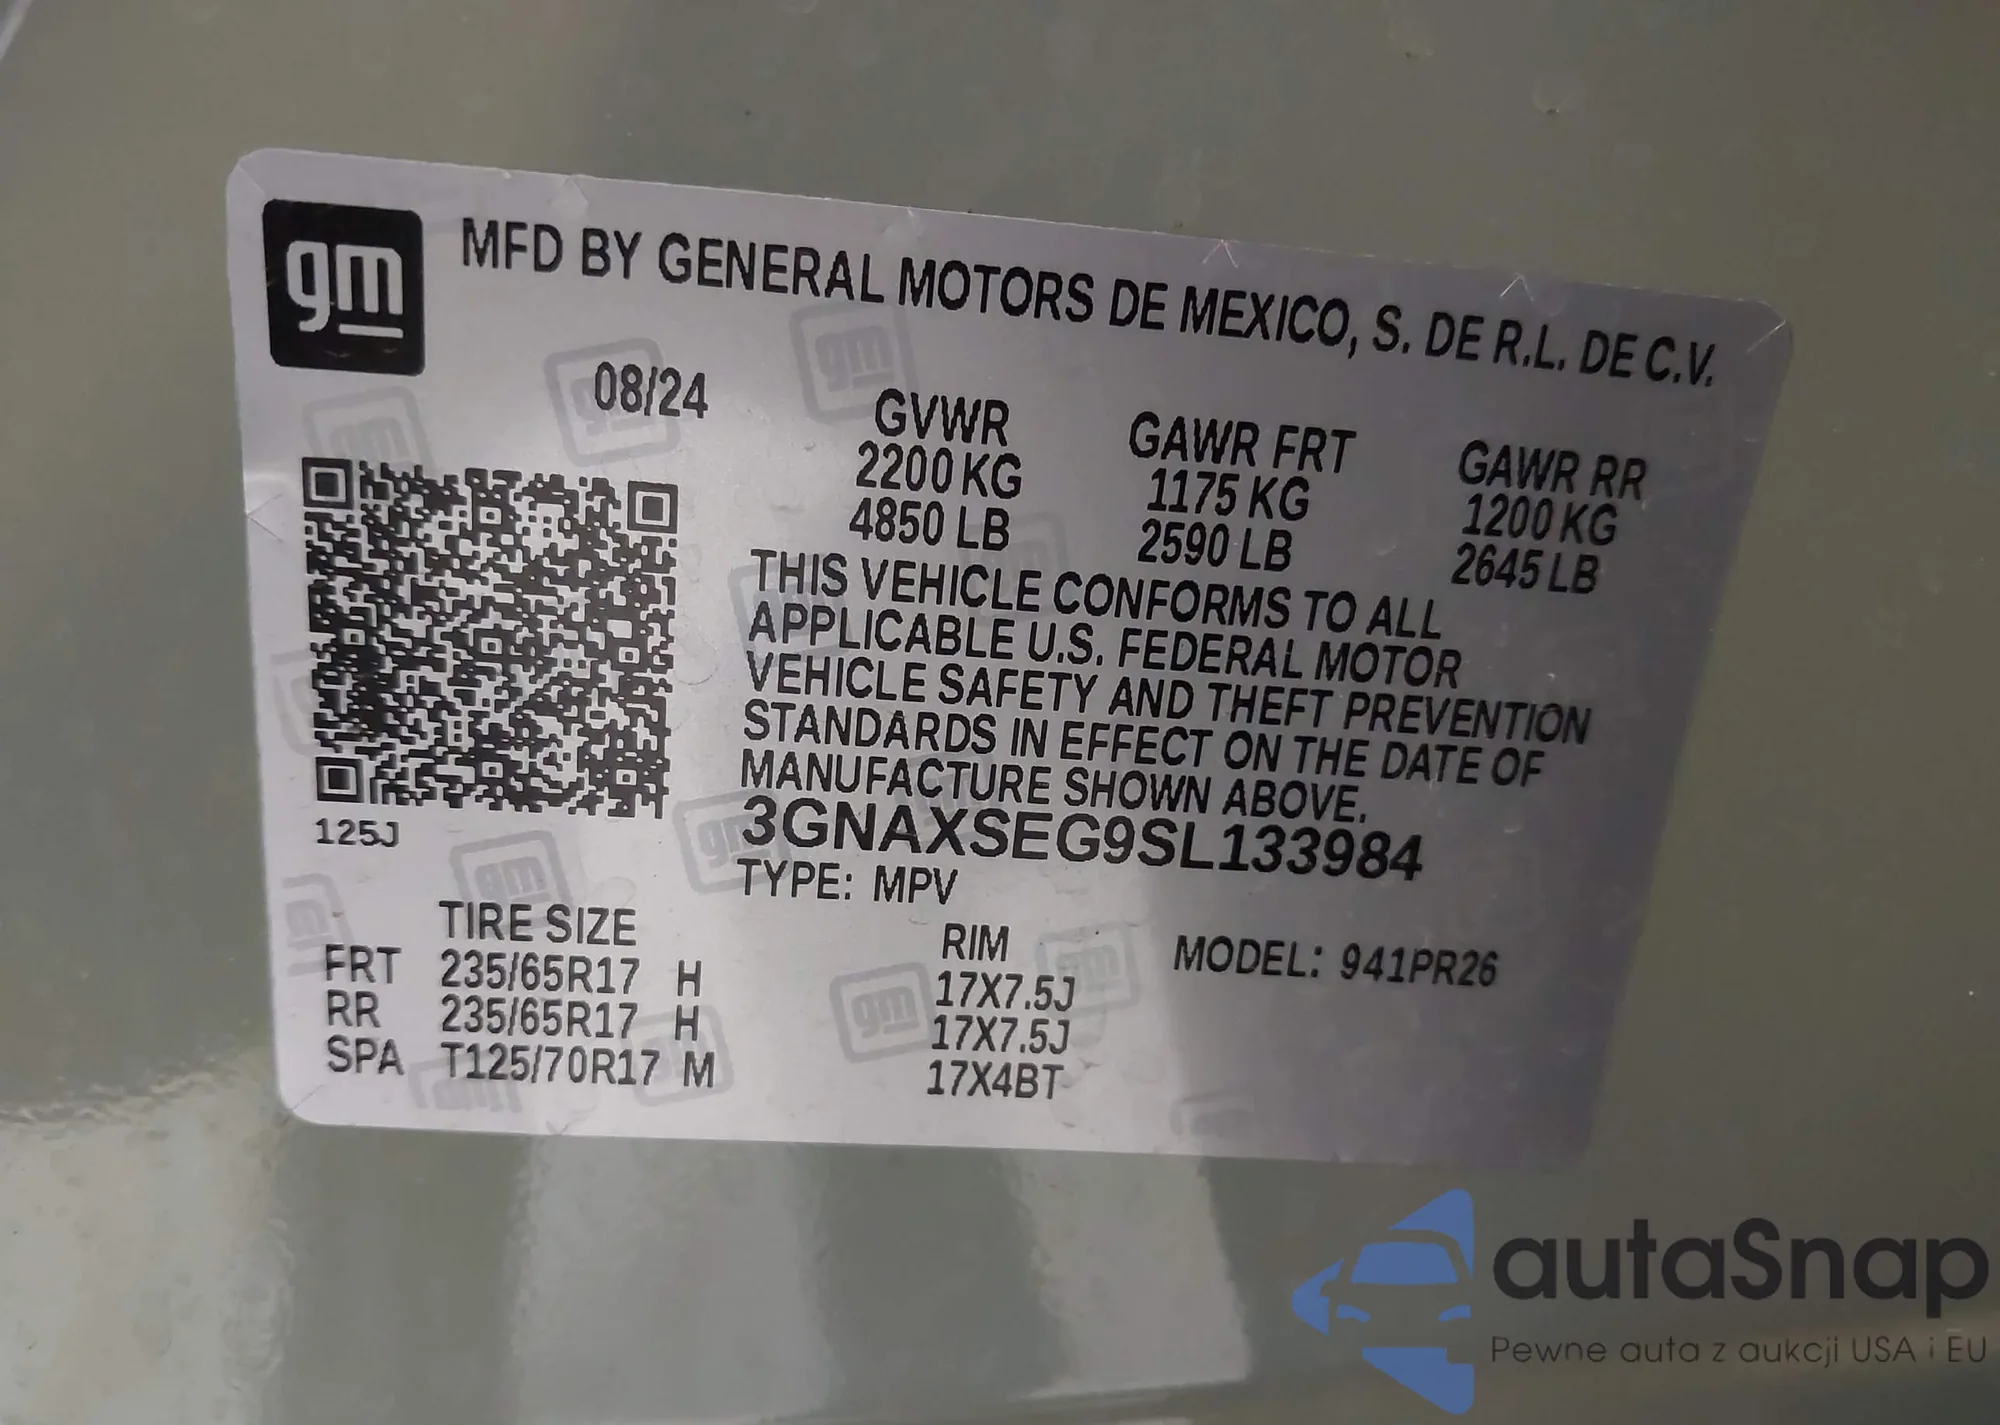 gm
MFD BY GENERAL MOTORS DE MEXICO, S. DE R.L. DE C.V.
08/24
GVWR GAWR FRT GAWR RR
2200 KG 1175 KG 1200 KG
4850 LB 2590 LB 2645 LB
THIS VEHICLE CONFORMS TO ALL
APPLICABLE U.S. FEDERAL MOTOR
VEHICLE SAFETY AND THEFT PREVENTION
STANDARDS IN EFFECT ON THE DATE OF
MANUFACTURE SHOWN ABOVE.
3GNAXSEG9SL133984
125J
TYPE: MPV
TIRE SIZE RIM MODEL: 941PR26
FRT 235/65R17 H 17X7.5J
RR 235/65R17 H 17X7.5J
SPA T125/70R17 M 17X4BT
autaSnap
Pewne auta z aukcji USA i EU